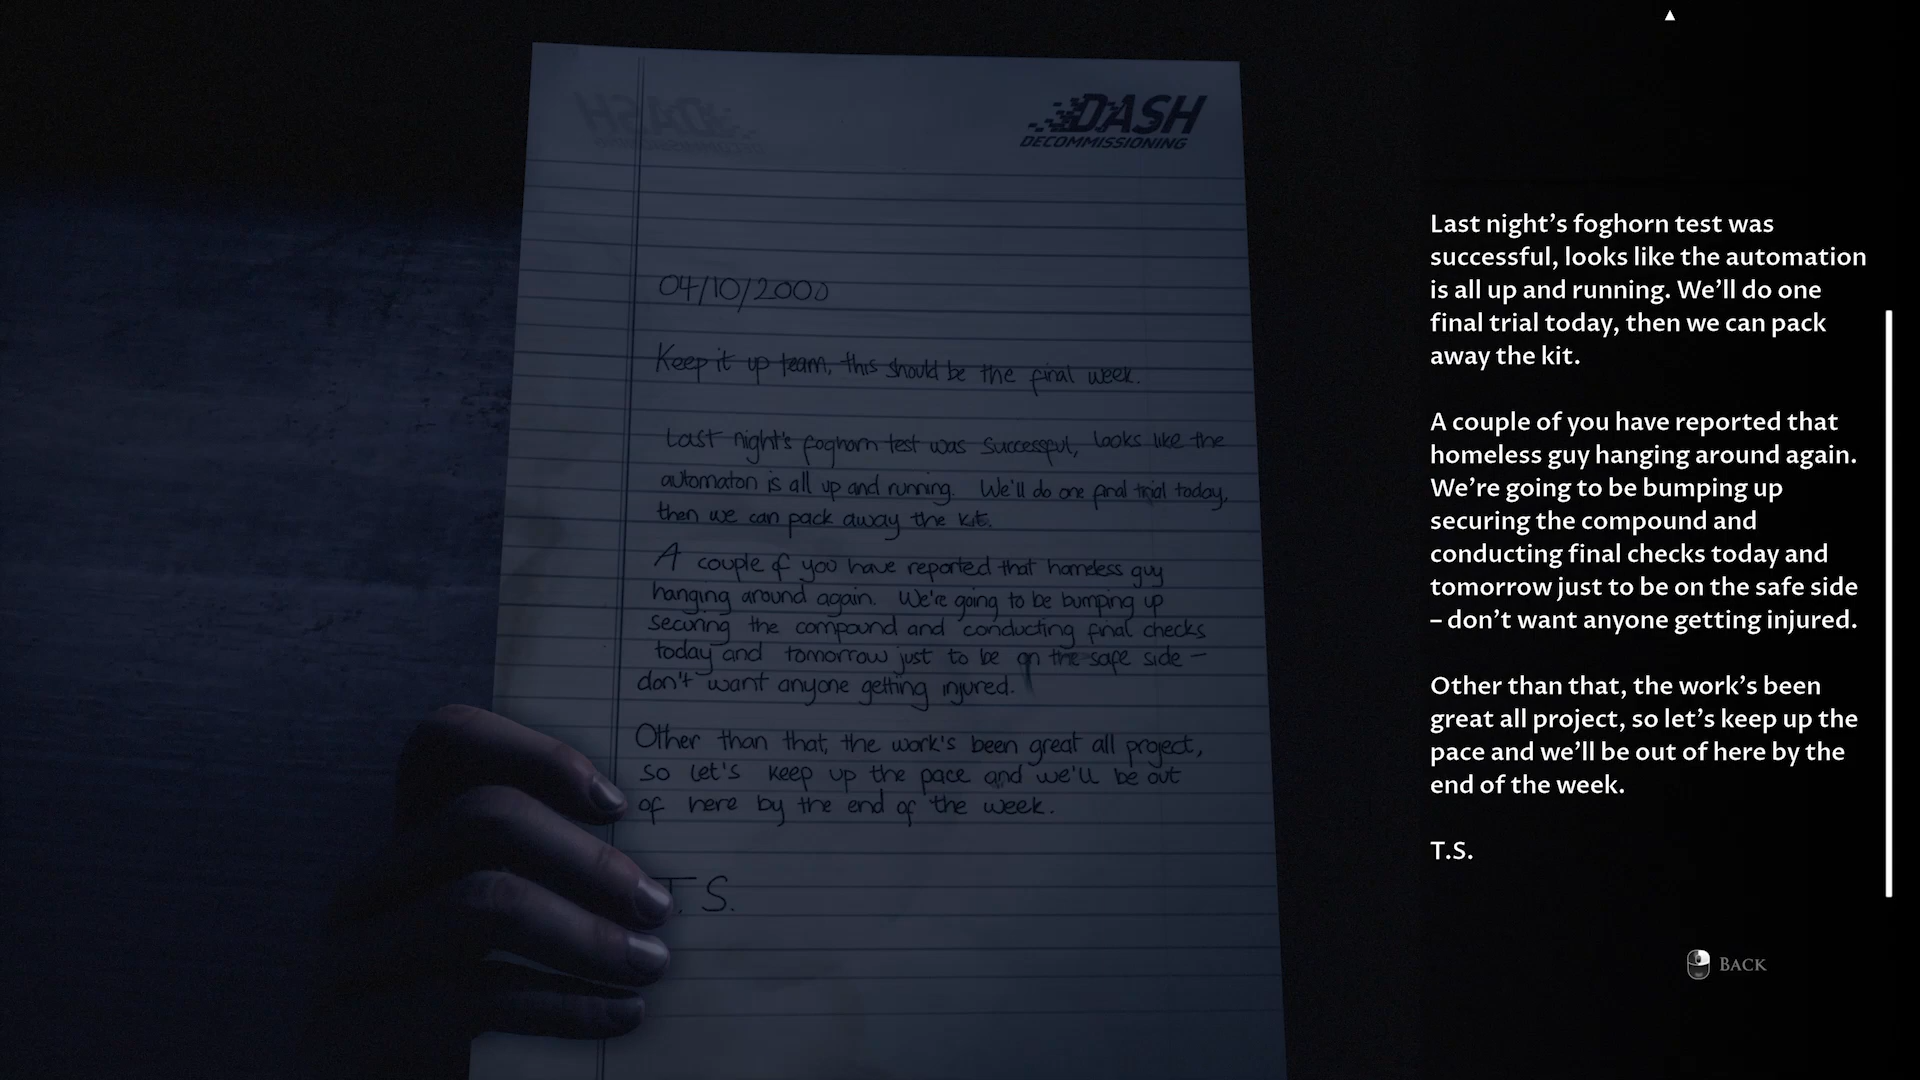 DASH
DECOMMISSIONING
04/10/2000
Keep it up team, this should be the final week.
Last night's foghorn test was successful, looks like the
automaton is all up and running. We'll do one final trial today,
then we can pack away the kit.
A couple of you have reported that homeless guy
hanging around again. We're going to be bumping up
securing the compound and conducting final checks
today and tomorrow just to be on the safe side –
don't want anyone getting injured.
Other than that, the work's been great all project,
so let's keep up the pace and we'll be out
of here by the end of the week.
T.S.
Last night’s foghorn test was
successful, looks like the automation
is all up and running. We’ll do one
final trial today, then we can pack
away the kit.
A couple of you have reported that
homeless guy hanging around again.
We’re going to be bumping up
securing the compound and
conducting final checks today and
tomorrow just to be on the safe side
– don’t want anyone getting injured.
Other than that, the work’s been
great all project, so let’s keep up the
pace and we’ll be out of here by the
end of the week.
T.S.
BACK